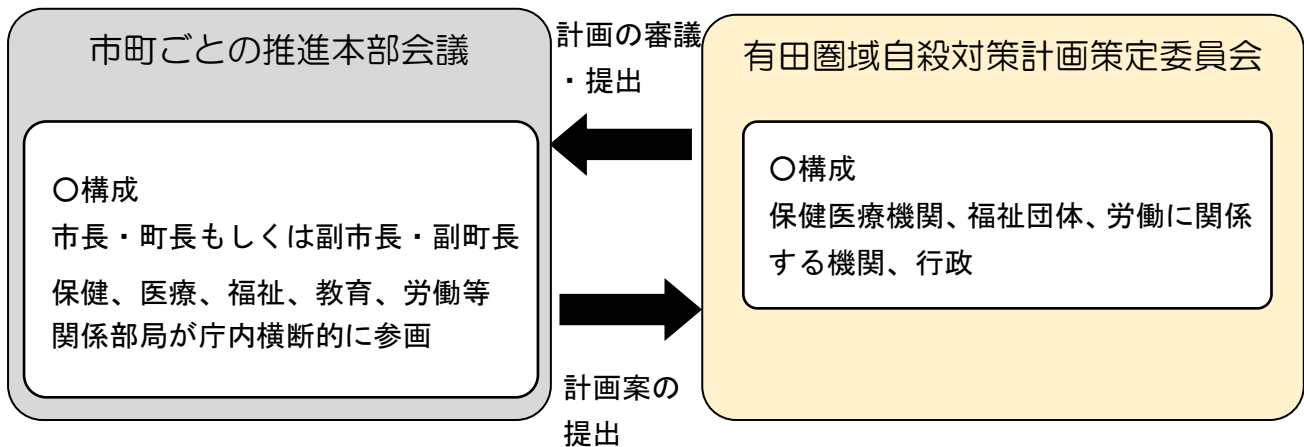 市町ごとの推進本部会議
〇構成
市長・町長もしくは副市長・副町長
保健、医療、福祉、教育、労働等
関係部局が庁内横断的に参画
計画の審議
・提出
計画案の
提出
有田圏域自殺対策計画策定委員会
〇構成
保健医療機関、福祉団体、労働に関係
する機関、行政